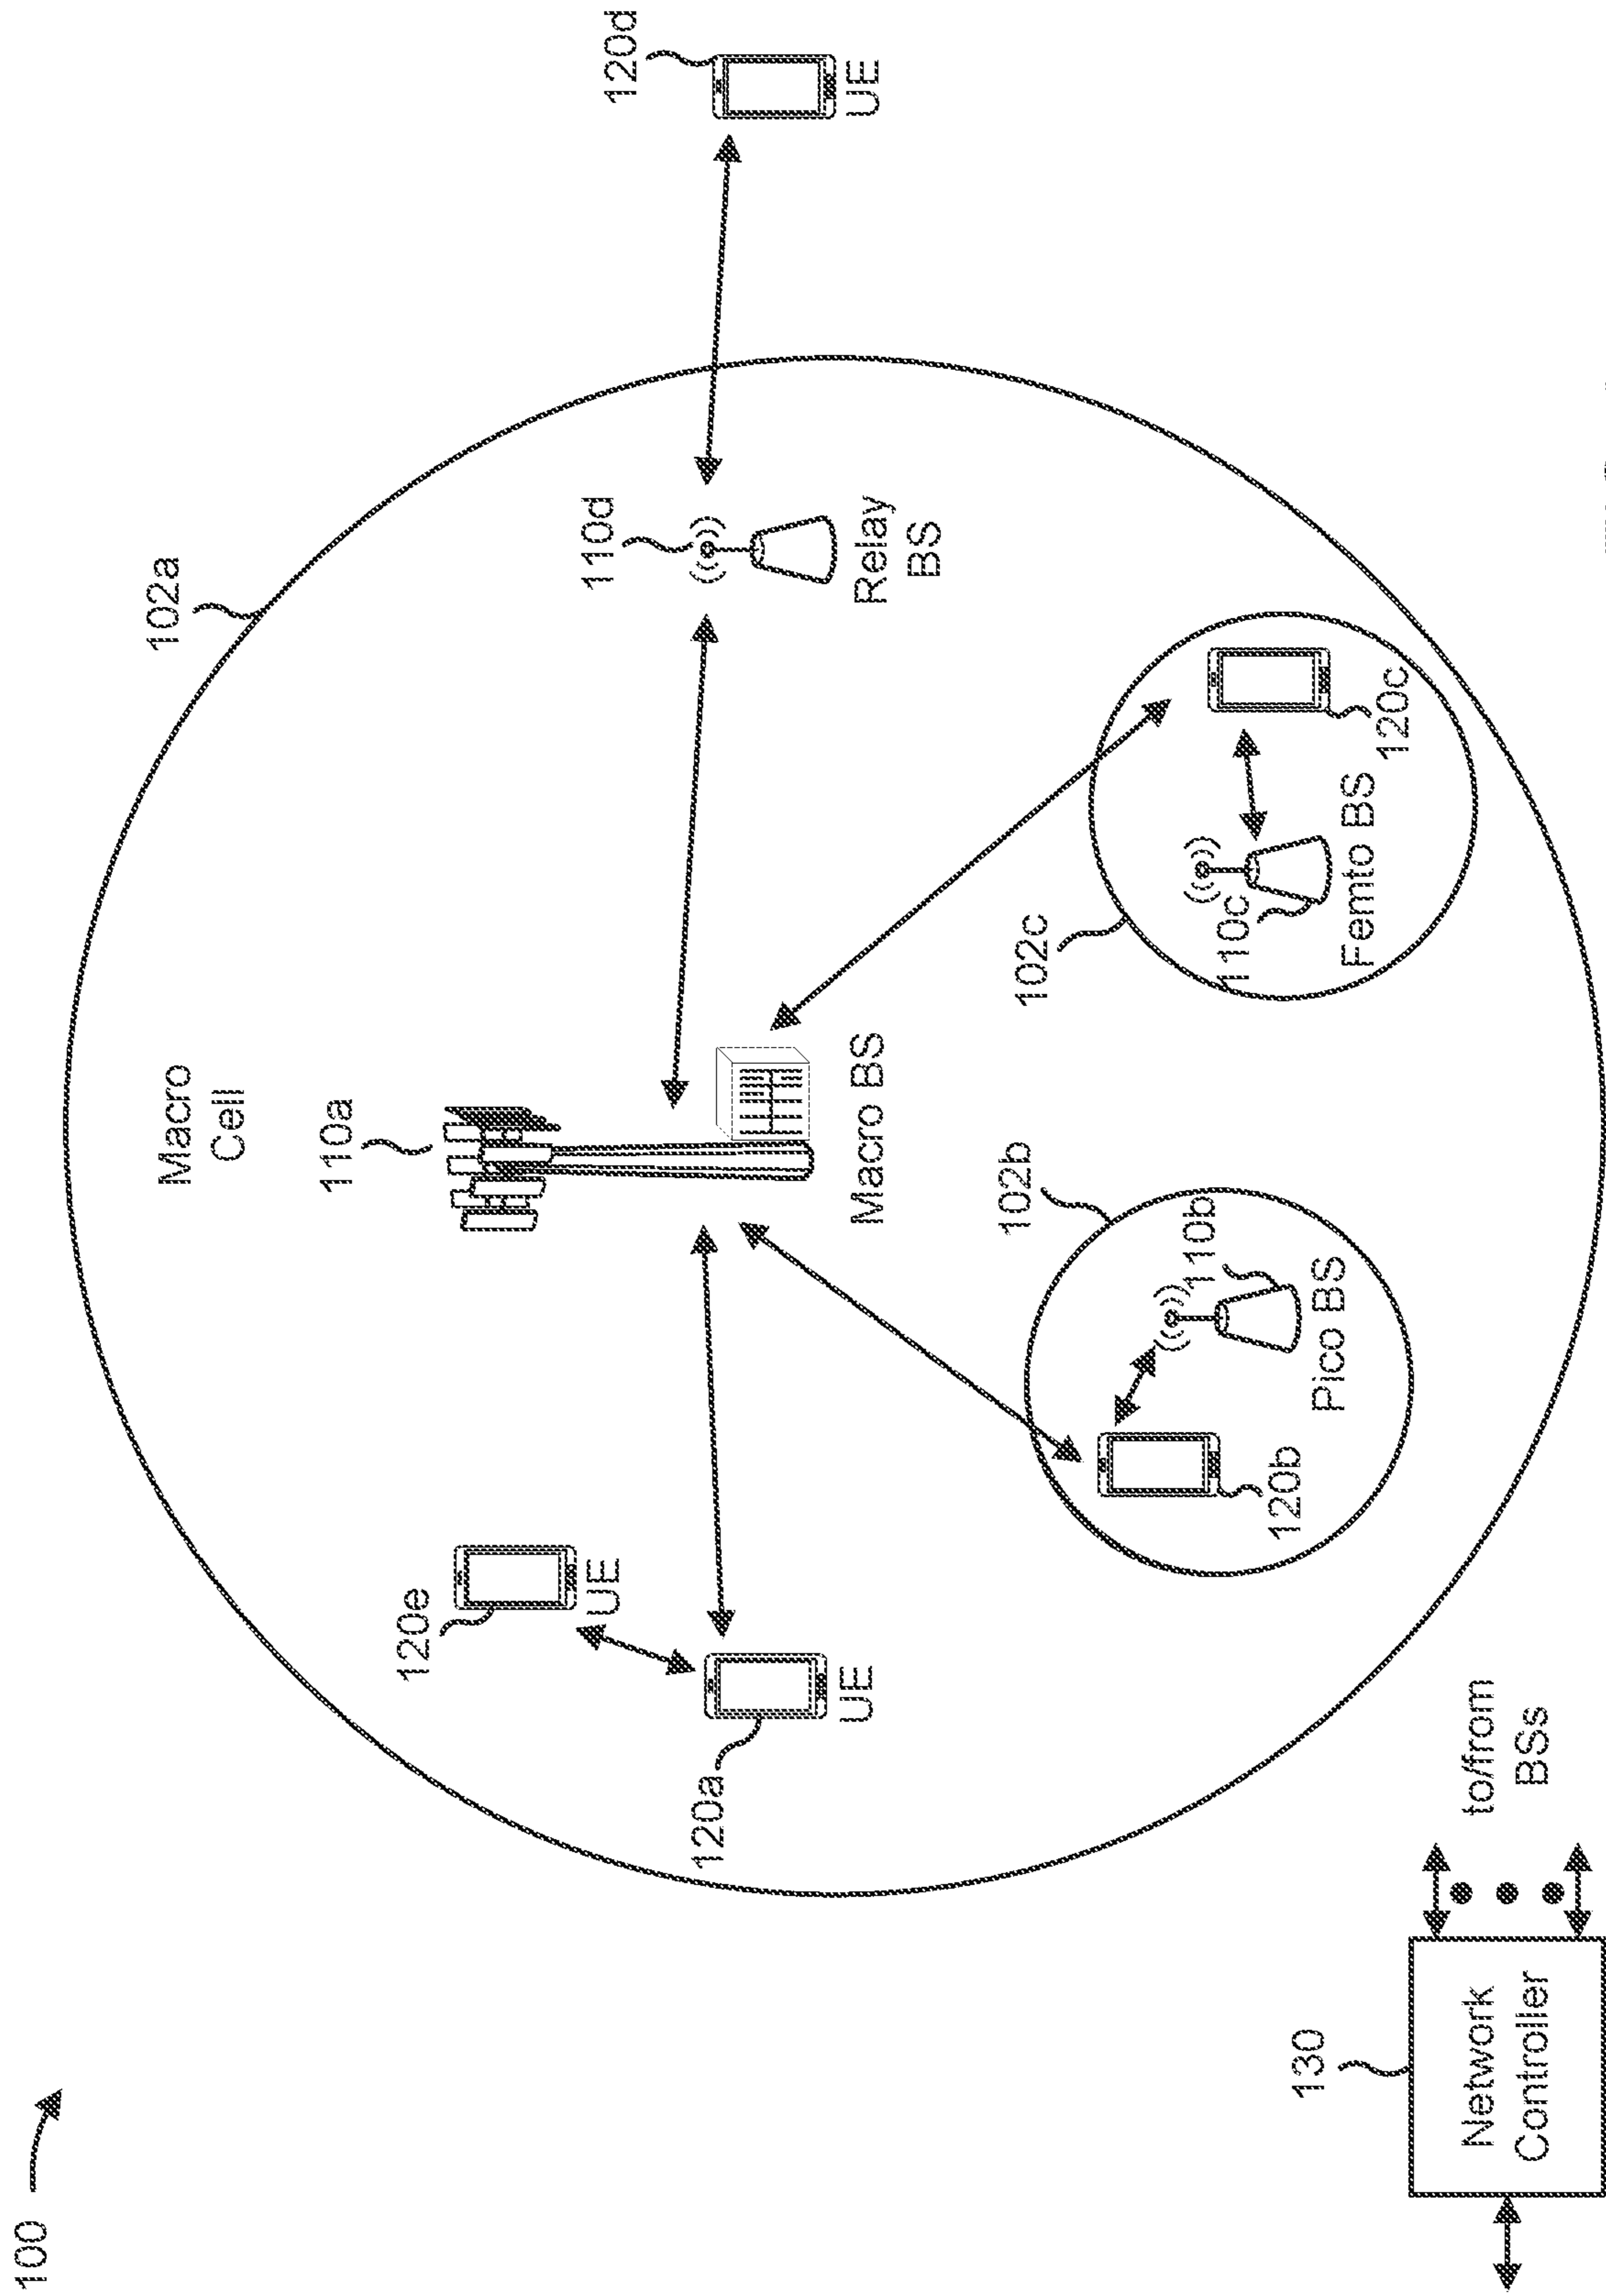 100
102a
Macro
Cell
110a
120d
UE
110d
Relay
BS
120e
UE
120a
UE
Macro BS
102b
110b
Pico BS
120b
102c
110c
Femto BS
120c
130
Network
Controller
to/from
BSs